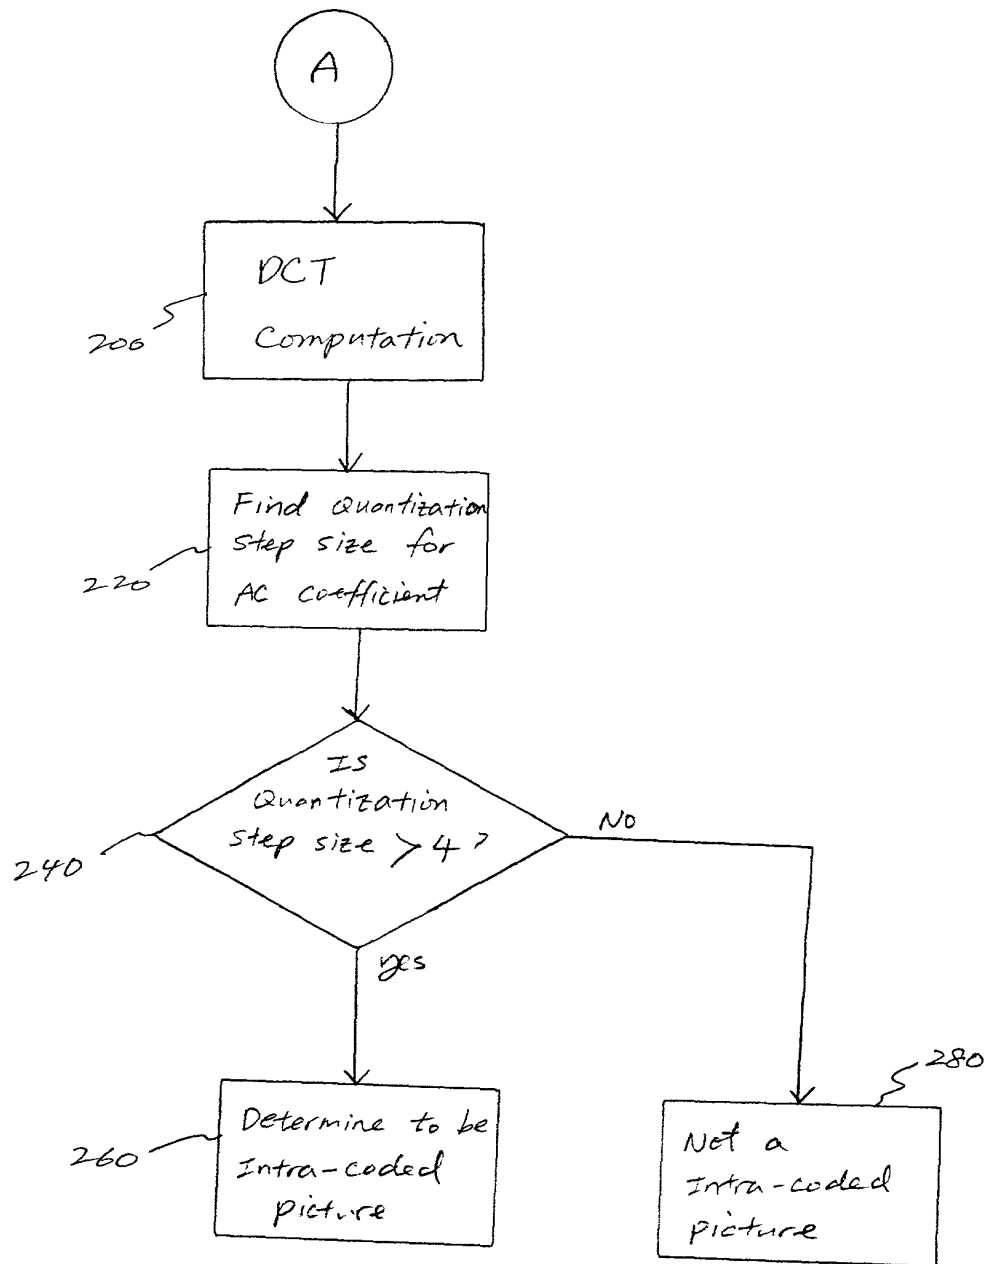 A
DCT
Computation
200
Find Quantization
step size for
AC coefficient
220
Is
Quantization
step size > 4?
240
No
yes
Determine to be
Intra-coded
picture
260
280
Not a
Intra-coded
picture